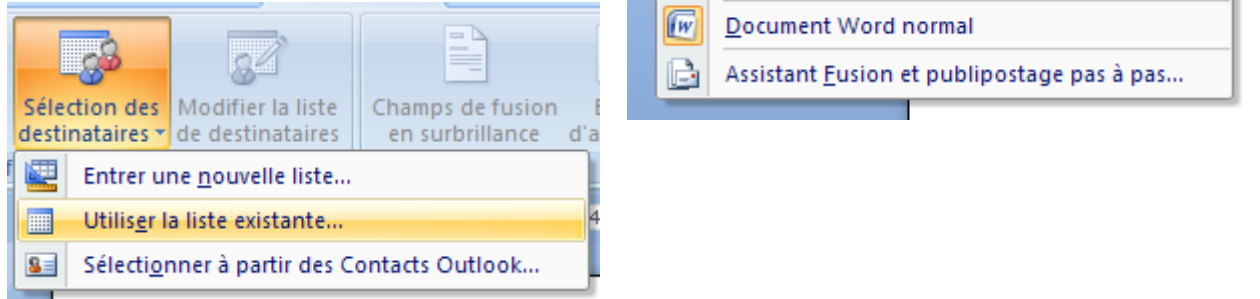 Sélection des
destinataires
Modifier la liste
de destinataires
Champs de fusion
en surbrillance
Entrer une nouvelle liste...
Utiliser la liste existante...
Sélectionner à partir des Contacts Outlook...
Document Word normal
Assistant Fusion et publipostage pas à pas...